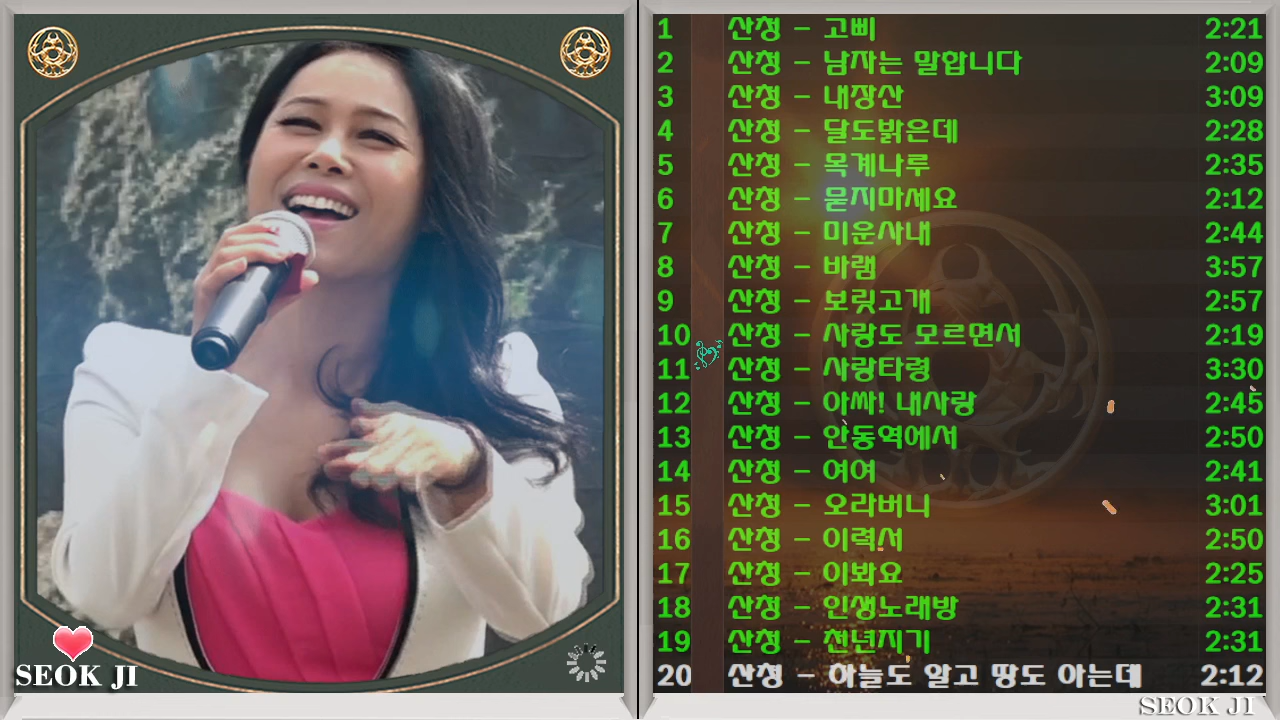 1 산청 - 고삐 2:21
2 산청 - 남자는 말합니다 2:09
3 산청 - 내장산 3:09
4 산청 - 달도밝은데 2:28
5 산청 - 목계나루 2:35
6 산청 - 묻지마세요 2:12
7 산청 - 미운사내 2:44
8 산청 - 바램 3:57
9 산청 - 보릿고개 2:57
10 산청 - 사랑도 모르면서 2:19
11 산청 - 사랑타령 3:30
12 산청 - 아싸! 내사랑 2:45
13 산청 - 안동역에서 2:50
14 산청 - 여여 2:41
15 산청 - 오라버니 3:01
16 산청 - 이력서 2:50
17 산청 - 이봐요 2:25
18 산청 - 인생노래방 2:31
19 산청 - 천년지기 2:31
20 산청 - 하늘도 알고 땅도 아는데 2:12
SEOK JI
SEOK JI